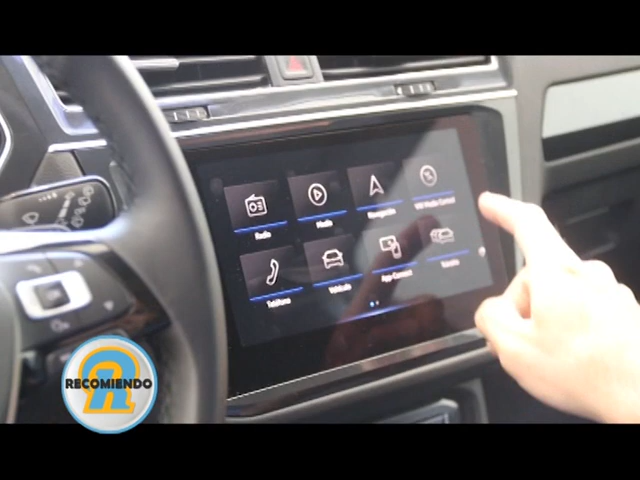 Radio
Media
Navegación
VW Media Control
Teléfono
Vehículo
App-Connect
RECOMIENDO